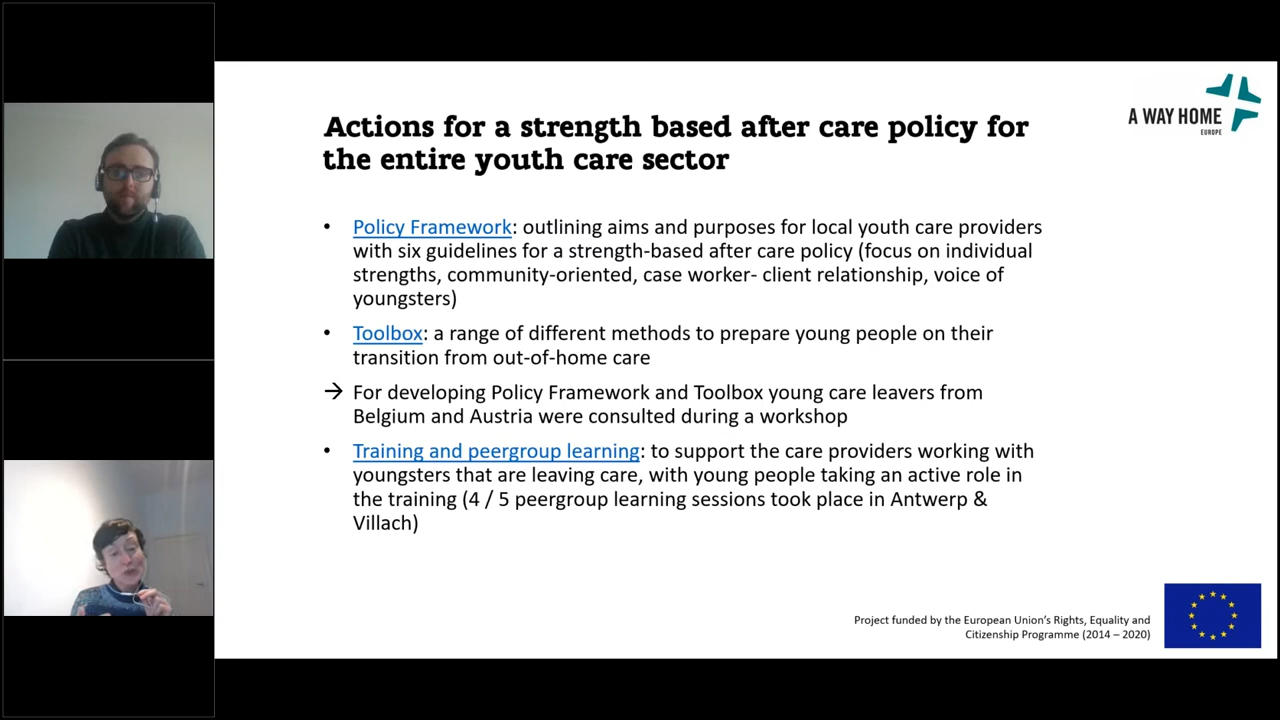 A WAY HOME
EUROPE
Actions for a strength based after care policy for
the entire youth care sector
• Policy Framework: outlining aims and purposes for local youth care providers
with six guidelines for a strength-based after care policy (focus on individual
strengths, community-oriented, case worker- client relationship, voice of
youngsters)
• Toolbox: a range of different methods to prepare young people on their
transition from out-of-home care
→ For developing Policy Framework and Toolbox young care leavers from
Belgium and Austria were consulted during a workshop
• Training and peergroup learning: to support the care providers working with
youngsters that are leaving care, with young people taking an active role in
the training (4 / 5 peergroup learning sessions took place in Antwerp &
Villach)
Project funded by the European Union’s Rights, Equality and
Citizenship Programme (2014 – 2020)